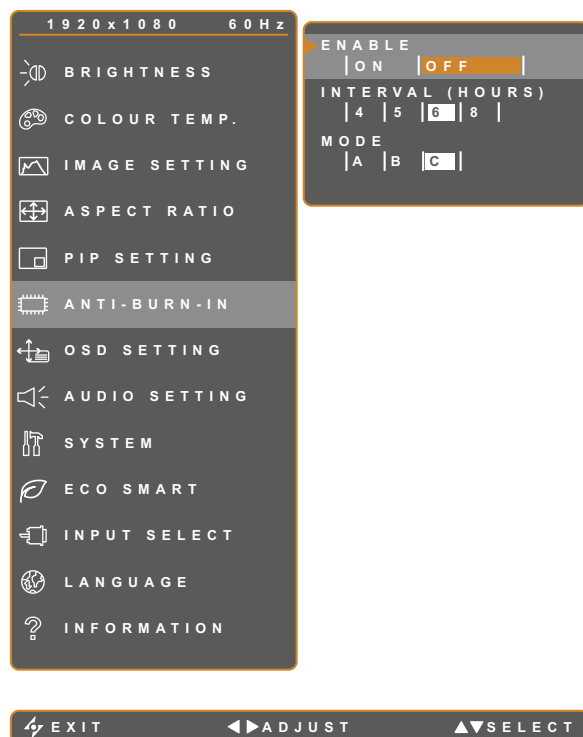 1920x1080 60Hz
BRIGHTNESS
COLOUR TEMP.
IMAGE SETTING
ASPECT RATIO
PIP SETTING
ANTI-BURN-IN
OSD SETTING
AUDIO SETTING
SYSTEM
ECO SMART
INPUT SELECT
LANGUAGE
INFORMATION
ENABLE
ON OFF
INTERVAL (HOURS)
4 5 6 8
MODE
A B C
EXIT ADJUST SELECT